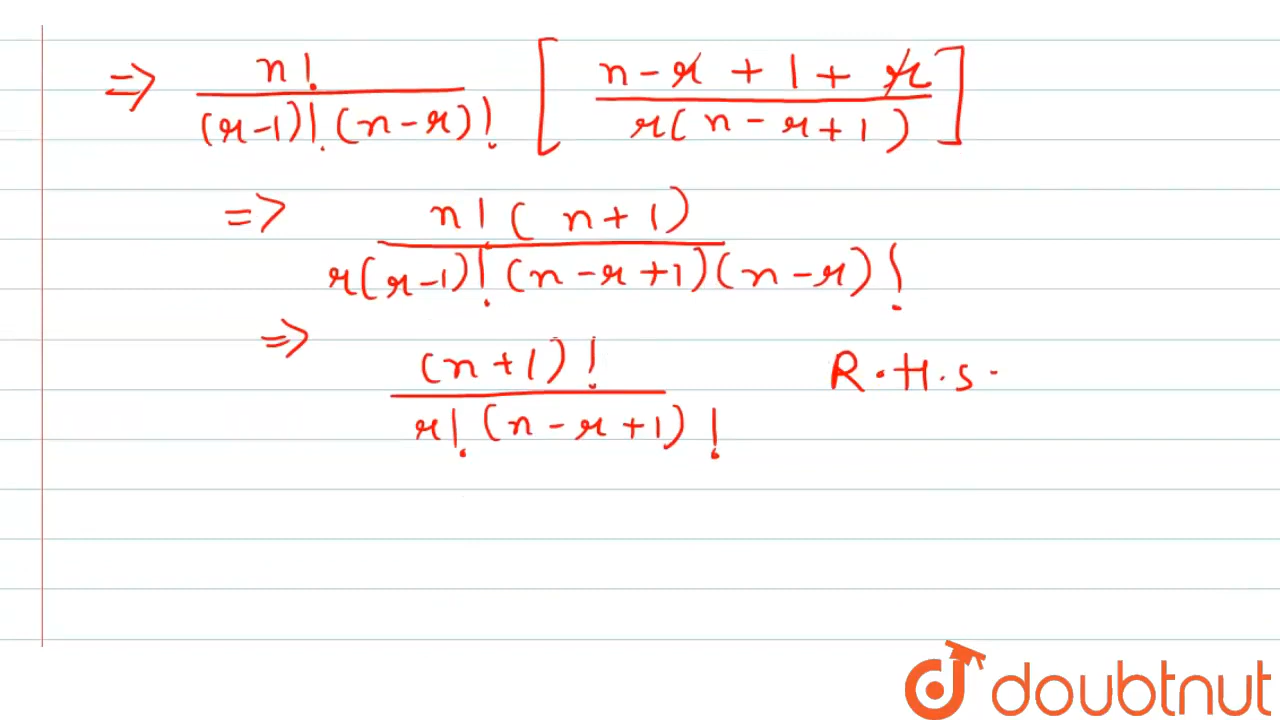 => n! / (r-1)! (n-r)! [ n-r+1+r / r(n-r+1) ]
=> n! (n+1) / r(r-1)! (n-r+1)(n-r)!
=> (n+1)! / r! (n-r+1)! R.H.S.
doubtnut